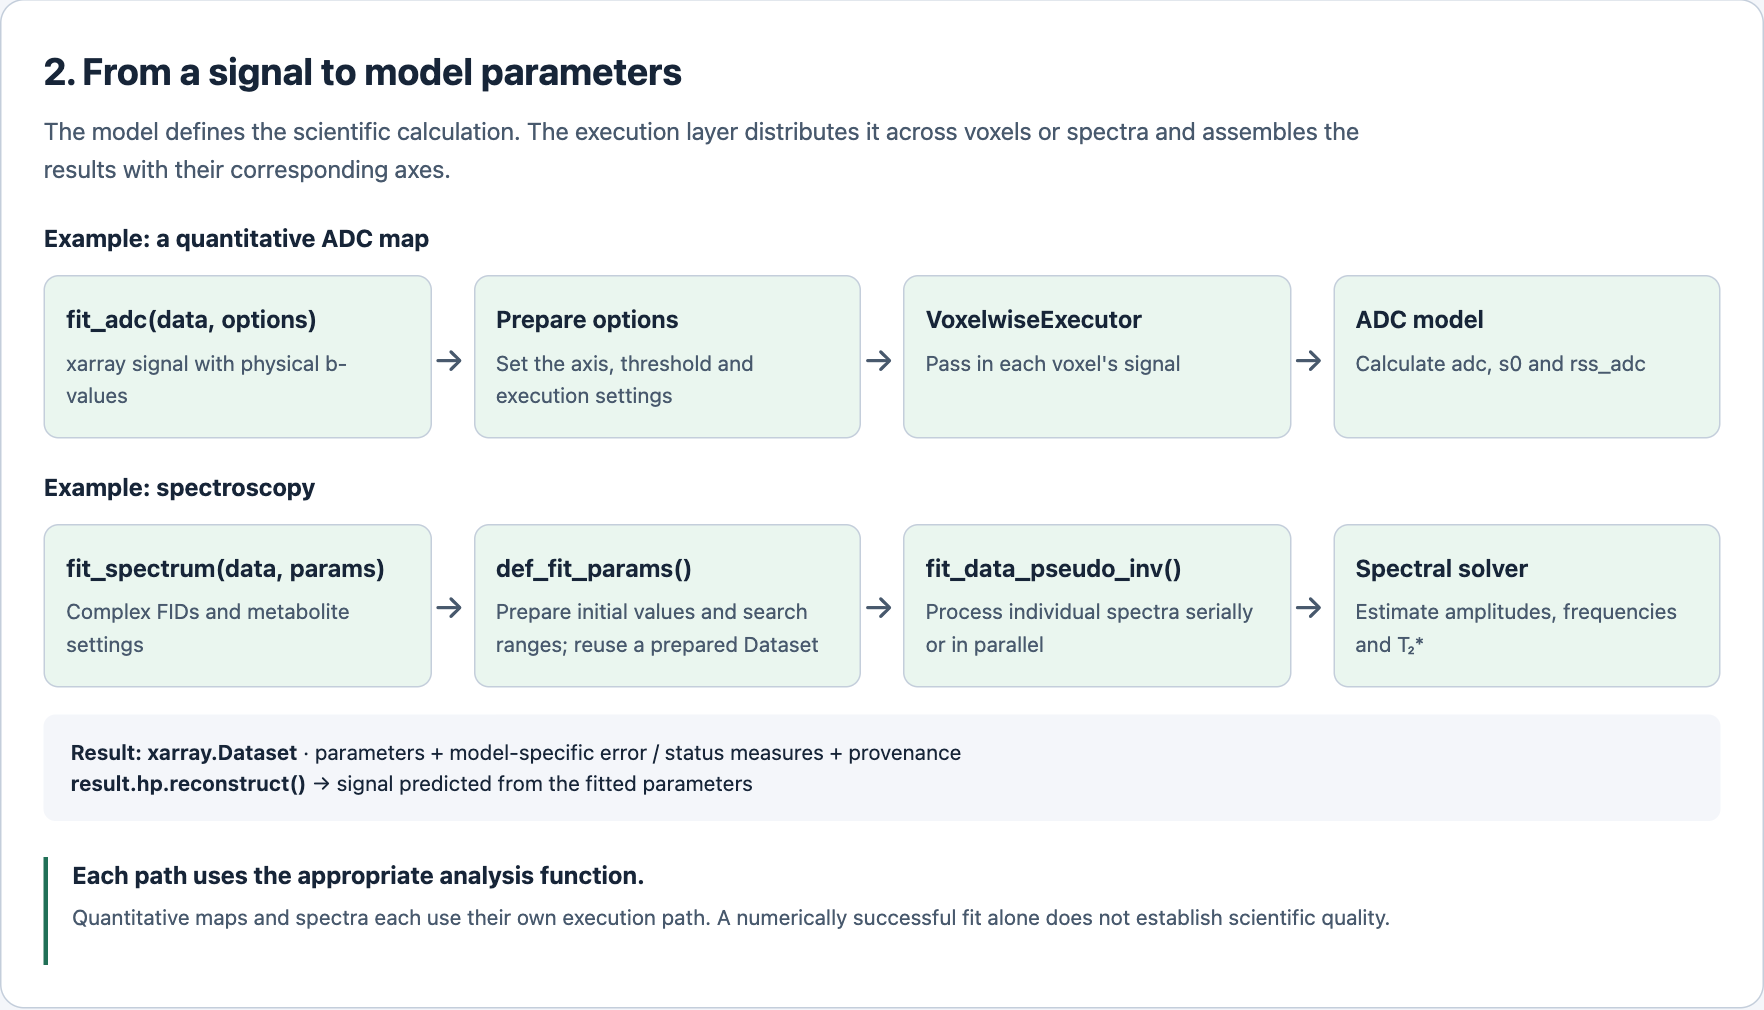 2. From a signal to model parameters
The model defines the scientific calculation. The execution layer distributes it across voxels or spectra and assembles the
results with their corresponding axes.
Example: a quantitative ADC map
fit_adc(data, options)
xarray signal with physical b-
values
→
Prepare options
Set the axis, threshold and
execution settings
→
VoxelwiseExecutor
Pass in each voxel's signal
→
ADC model
Calculate adc, s0 and rss_adc
Example: spectroscopy
fit_spectrum(data, params)
Complex FIDs and metabolite
settings
→
def_fit_params()
Prepare initial values and search
ranges; reuse a prepared Dataset
→
fit_data_pseudo_inv()
Process individual spectra serially
or in parallel
→
Spectral solver
Estimate amplitudes, frequencies
and T₂*
Result: xarray.Dataset · parameters + model-specific error / status measures + provenance
result.hp.reconstruct() → signal predicted from the fitted parameters
Each path uses the appropriate analysis function.
Quantitative maps and spectra each use their own execution path. A numerically successful fit alone does not establish scientific quality.